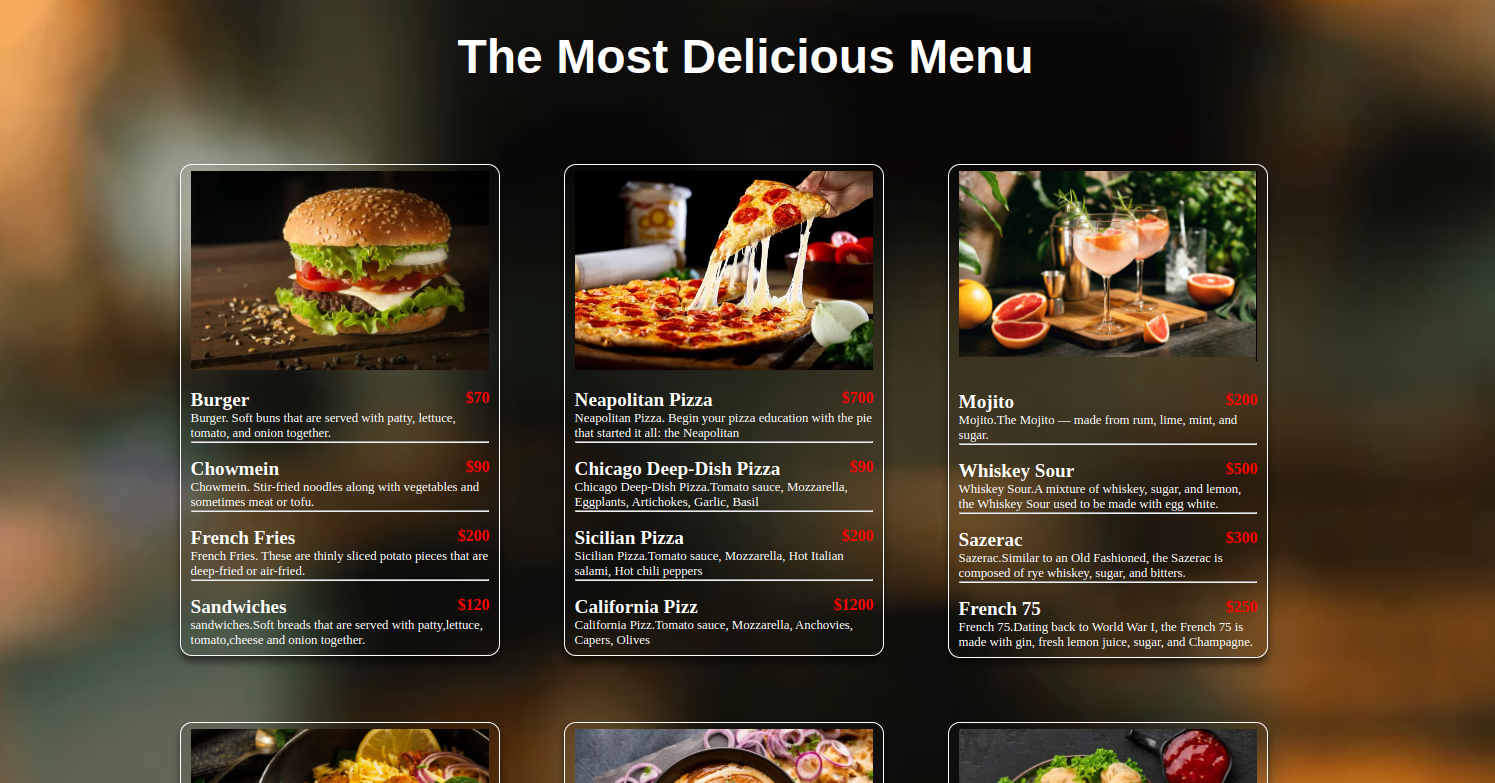 The Most Delicious Menu
Burger $70
Burger. Soft buns that are served with patty, lettuce,
tomato, and onion together.
Chowmein $90
Chowmein. Stir-fried noodles along with vegetables and
sometimes meat or tofu.
French Fries $200
French Fries. These are thinly sliced potato pieces that are
deep-fried or air-fried.
Sandwiches $120
sandwiches.Soft breads that are served with patty,lettuce,
tomato,cheese and onion together.
Neapolitan Pizza $700
Neapolitan Pizza. Begin your pizza education with the pie
that started it all: the Neapolitan
Chicago Deep-Dish Pizza $90
Chicago Deep-Dish Pizza.Tomato sauce, Mozzarella,
Eggplants, Artichokes, Garlic, Basil
Sicilian Pizza $200
Sicilian Pizza.Tomato sauce, Mozzarella, Hot Italian
salami, Hot chili peppers
California Pizz $1200
California Pizz.Tomato sauce, Mozzarella, Anchovies,
Capers, Olives
Mojito $200
Mojito.The Mojito — made from rum, lime, mint, and
sugar.
Whiskey Sour $500
Whiskey Sour.A mixture of whiskey, sugar, and lemon,
the Whiskey Sour used to be made with egg white.
Sazerac $300
Sazerac.Similar to an Old Fashioned, the Sazerac is
composed of rye whiskey, sugar, and bitters.
French 75 $250
French 75.Dating back to World War I, the French 75 is
made with gin, fresh lemon juice, sugar, and Champagne.